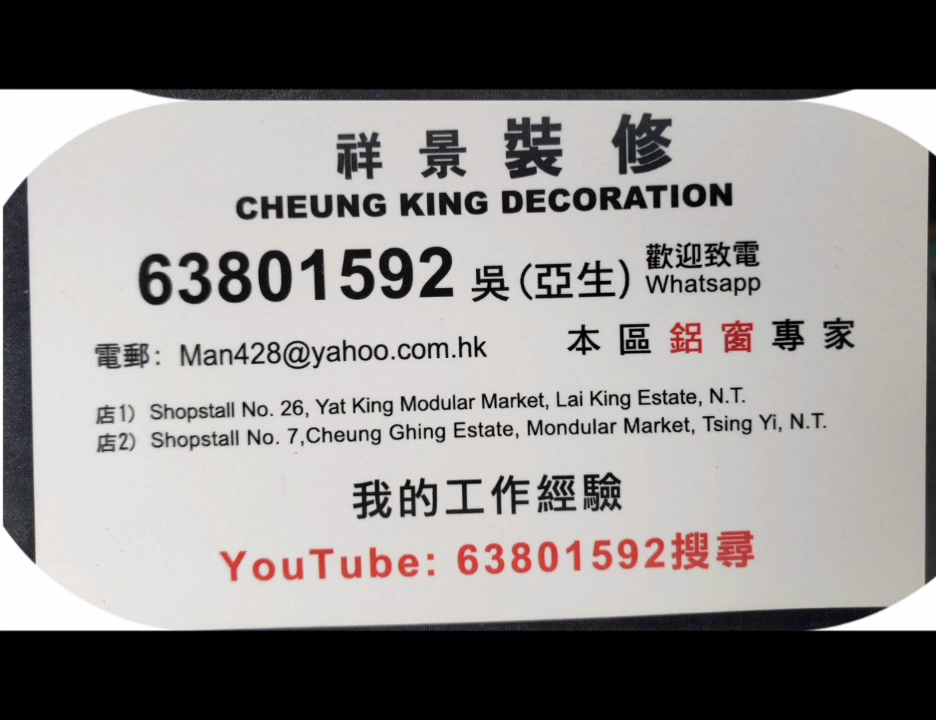 祥景裝修
CHEUNG KING DECORATION
63801592 吳(亞生) 歡迎致電 Whatsapp
電郵: Man428@yahoo.com.hk 本區鋁窗專家
店1) Shopstall No. 26, Yat King Modular Market, Lai King Estate, N.T.
店2) Shopstall No. 7,Cheung Ghing Estate, Mondular Market, Tsing Yi, N.T.
我的工作經驗
YouTube: 63801592搜尋